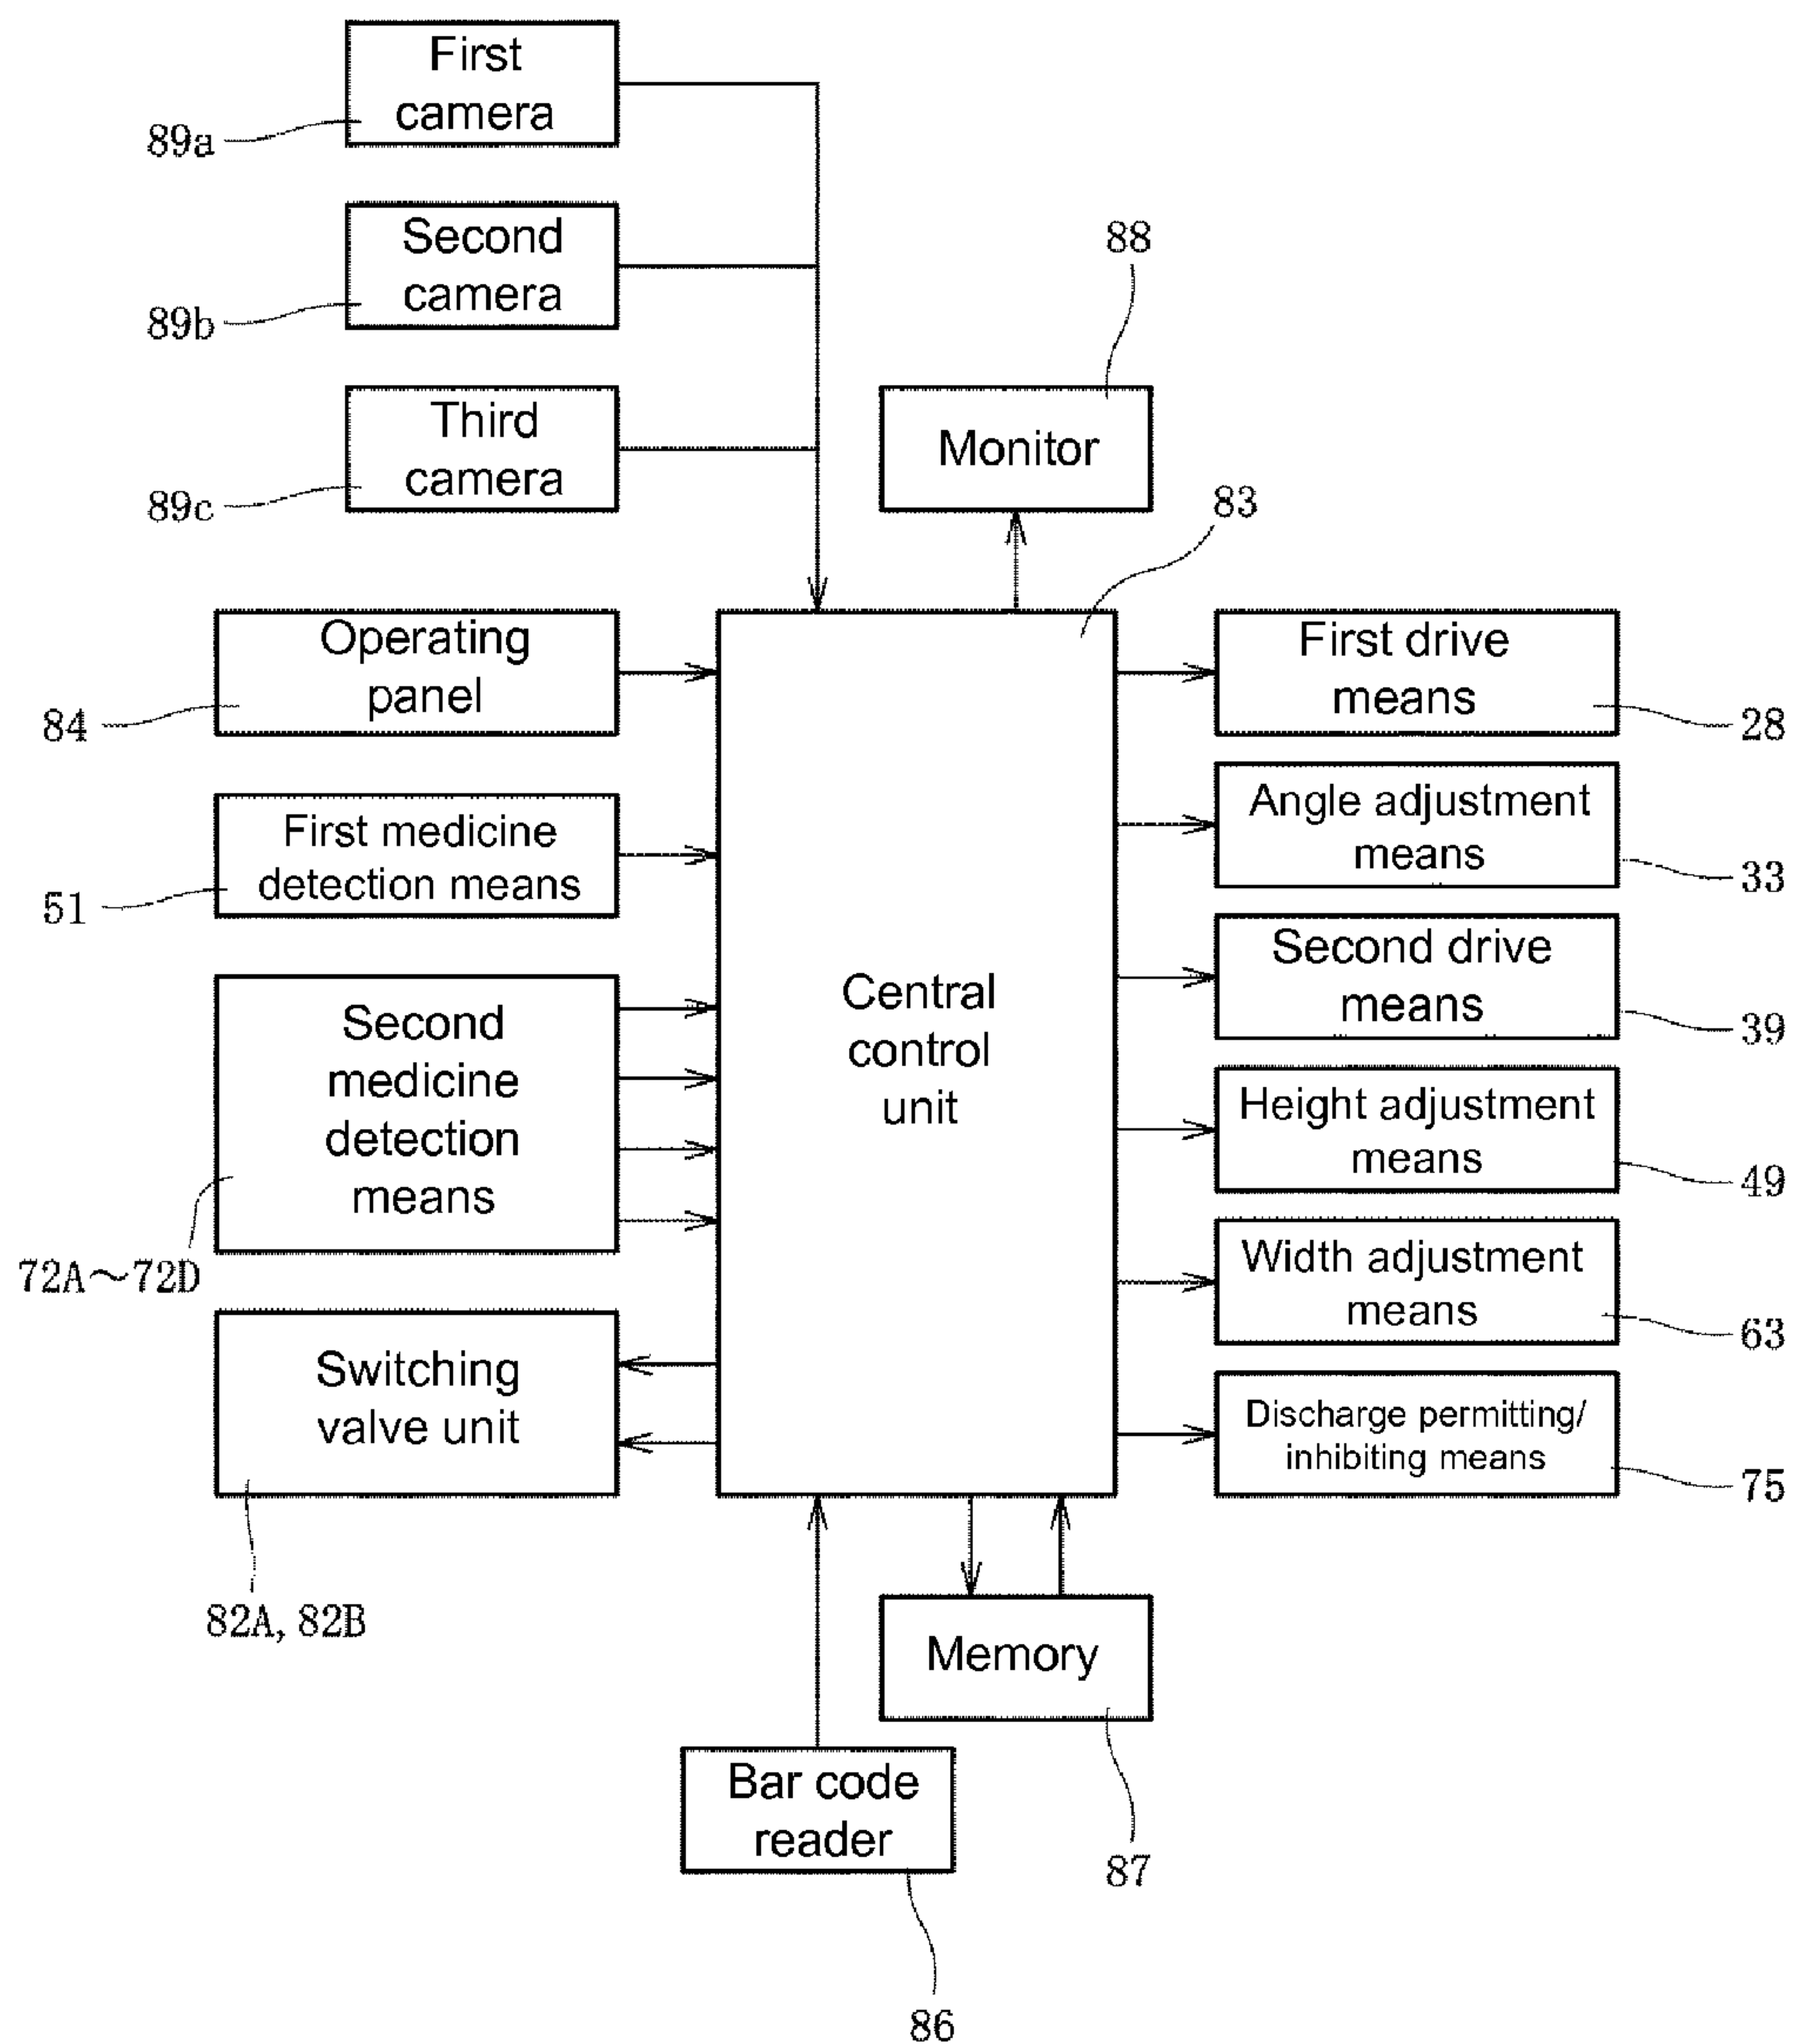 First
camera
89a
Second
camera
89b
88
Third
camera
89c
Monitor
83
Operating
panel
84
First drive
means
28
First medicine
detection means
51
Angle adjustment
means
33
Second drive
means
39
Second
medicine
detection
means
72A～72D
Central
control
unit
Height adjustment
means
49
Width adjustment
means
63
Switching
valve unit
82A, 82B
Discharge permitting/
inhibiting means
75
Memory
87
Bar code
reader
86